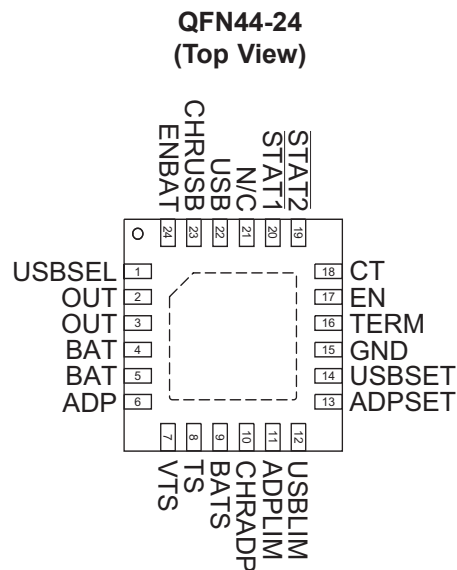 QFN44-24
(Top View)
ENBAT
CHRUSB
USB
N/C
STAT1
STAT2
24
23
22
21
20
19
USBSEL 1
OUT 2
OUT 3
BAT 4
BAT 5
ADP 6
18 CT
17 EN
16 TERM
15 GND
14 USBSET
13 ADPSET
7
8
9
10
11
12
VTS
TS
BATS
CHRADP
ADPLIM
USBLIM